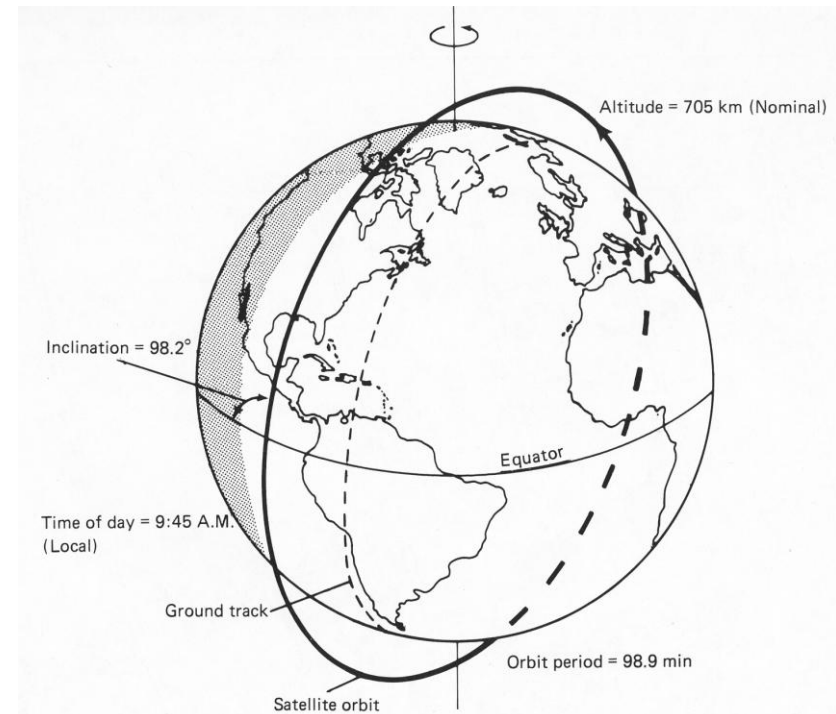 Altitude = 705 km (Nominal)
Inclination = 98.2°
Equator
Time of day = 9:45 A.M.
(Local)
Ground track
Orbit period = 98.9 min
Satellite orbit